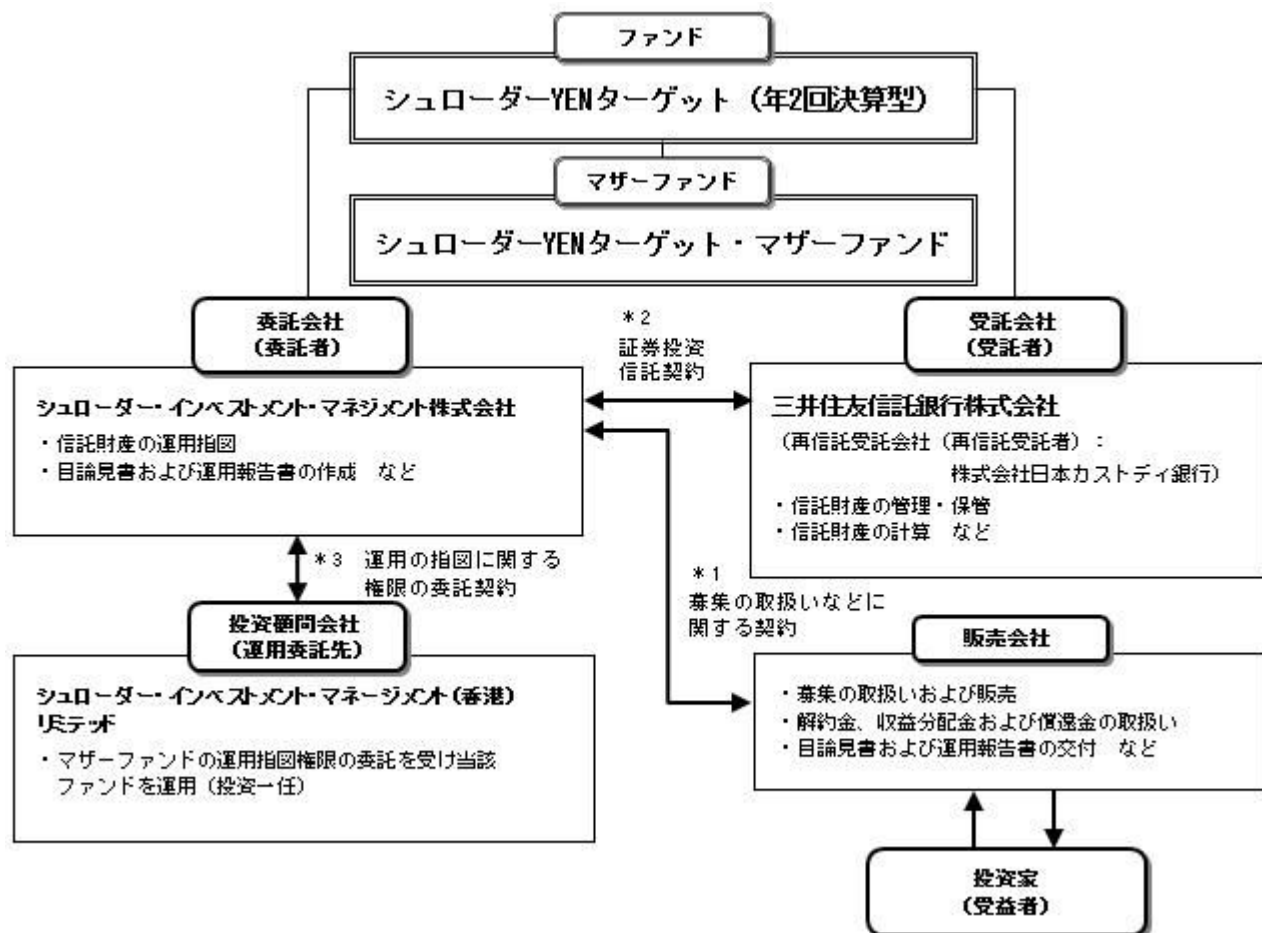 ファンド
シュローダーYENターゲット（年2回決算型）
マザーファンド
シュローダーYENターゲット・マザーファンド
委託会社
（委託者）
シュローダー・インベストメント・マネジメント株式会社
・信託財産の運用指図
・目論見書および運用報告書の作成　など
＊2
証券投資
信託契約
受託会社
（受託者）
三井住友信託銀行株式会社
（再信託受託会社（再信託受託者）：
株式会社日本カストディ銀行）
・信託財産の管理・保管
・信託財産の計算　など
＊3　運用の指図に関する
権限の委託契約
＊1
募集の取扱いなどに
関する契約
投資顧問会社
（運用委託先）
シュローダー・インベストメント・マネージメント（香港）
リミテッド
・マザーファンドの運用指図権限の委託を受け当該
ファンドを運用（投資一任）
販売会社
・募集の取扱いおよび販売
・解約金、収益分配金および償還金の取扱い
・目論見書および運用報告書の交付　など
投資家
（受益者）